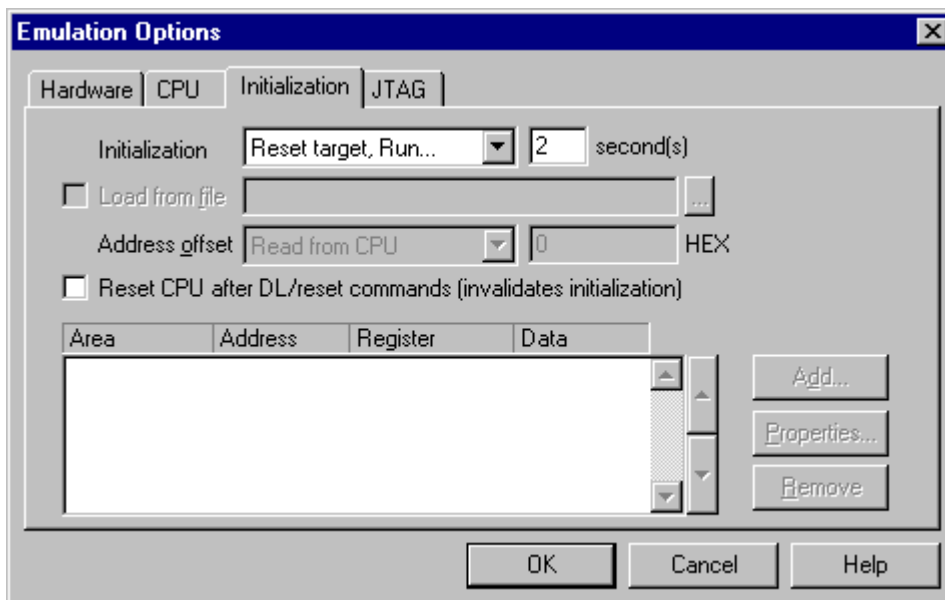 Emulation Options
Hardware CPU Initialization JTAG
Initialization Reset target, Run... 2 second(s)
Load from file ...
Address offset Read from CPU 0 HEX
Reset CPU after DL/reset commands (invalidates initialization)
Area Address Register Data
Add...
Properties...
Remove
OK Cancel Help